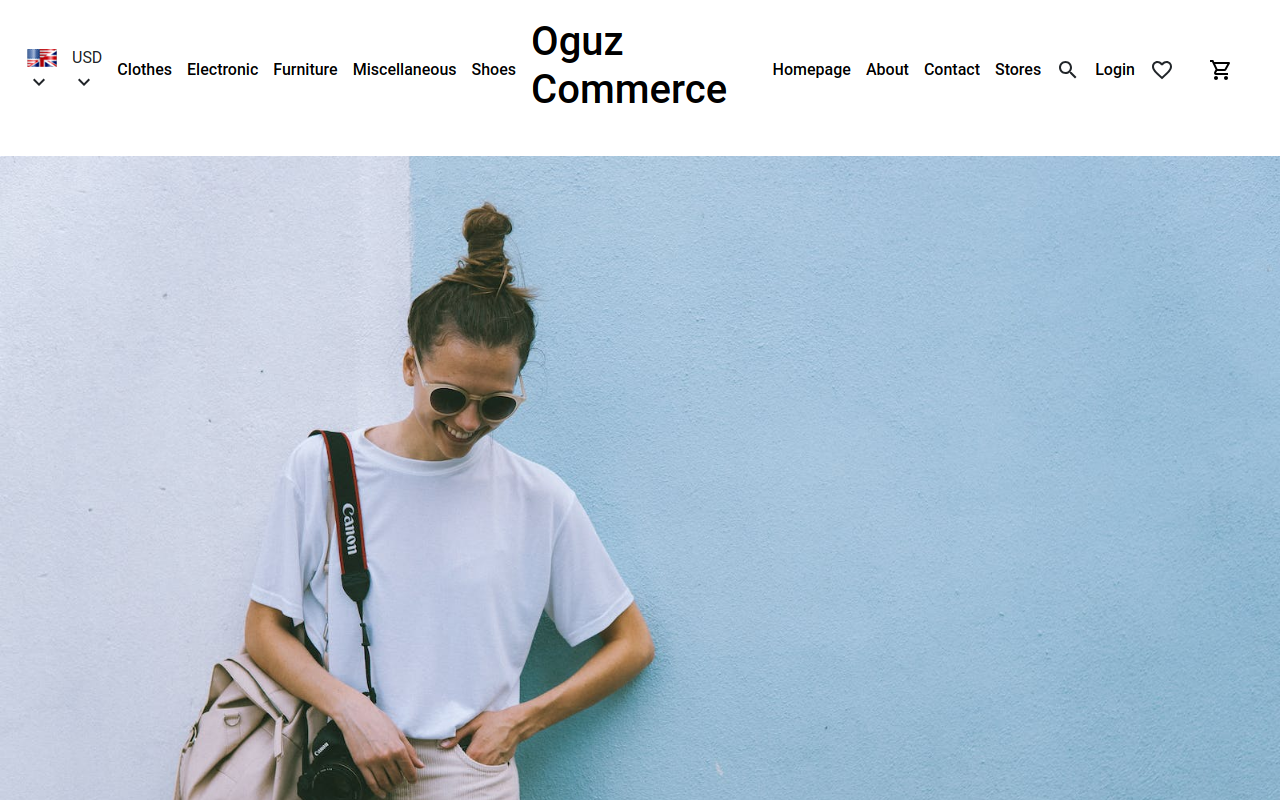 USD
Clothes Electronic Furniture Miscellaneous Shoes
Oguz
Commerce
Homepage About Contact Stores Login
Canon
Canon